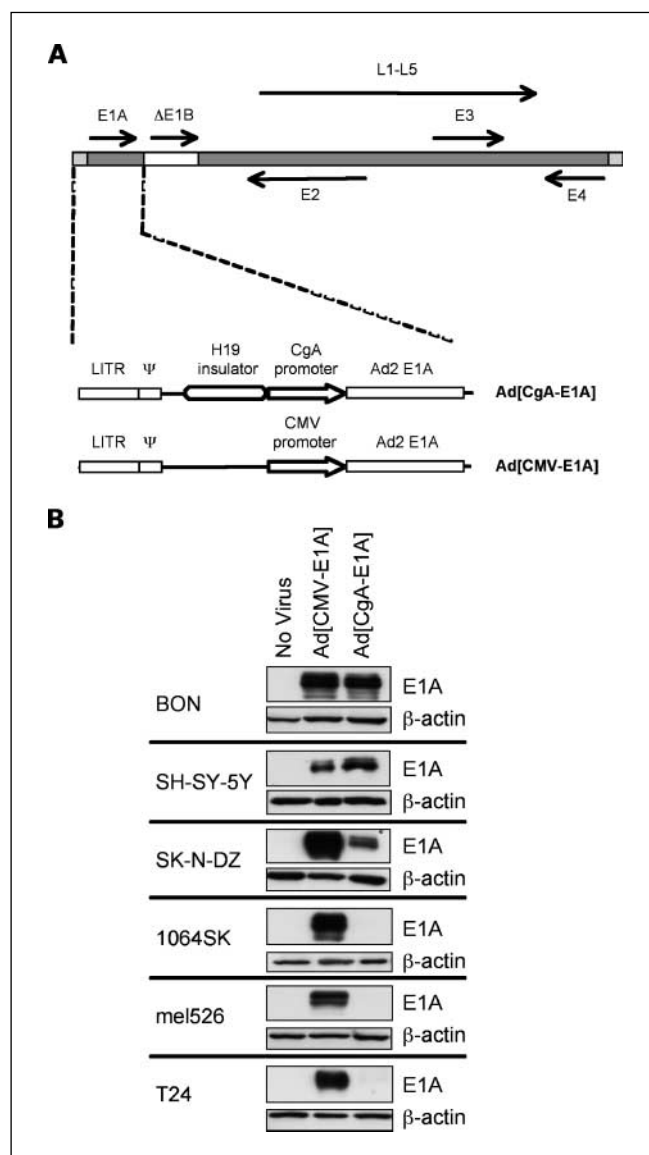 A
L1-L5
E1A ΔE1B E3
E2 E4
H19 insulator CgA promoter
LITR Ψ Ad2 E1A
Ad[CgA-E1A]
CMV promoter
LITR Ψ Ad2 E1A
Ad[CMV-E1A]
B
No Virus
Ad[CMV-E1A]
Ad[CgA-E1A]
BON
E1A
β-actin
SH-SY-5Y
E1A
β-actin
SK-N-DZ
E1A
β-actin
1064SK
E1A
β-actin
mel526
E1A
β-actin
T24
E1A
β-actin